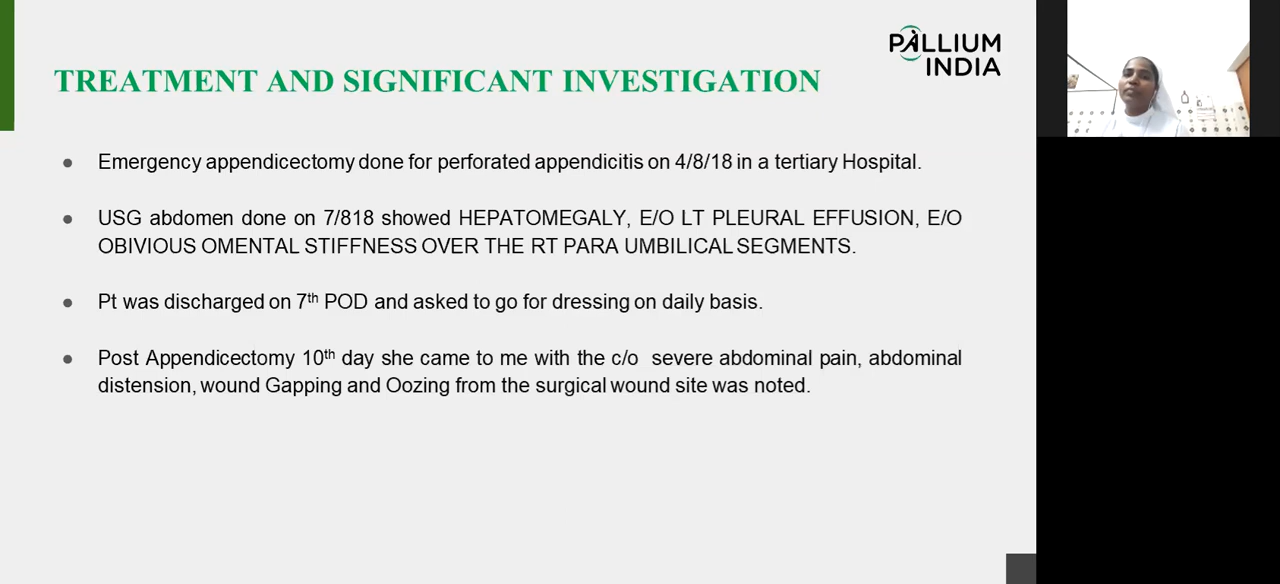 PALLIUM
INDIA
TREATMENT AND SIGNIFICANT INVESTIGATION
● Emergency appendicectomy done for perforated appendicitis on 4/8/18 in a tertiary Hospital.
● USG abdomen done on 7/818 showed HEPATOMEGALY, E/O LT PLEURAL EFFUSION, E/O
OBIVIOUS OMENTAL STIFFNESS OVER THE RT PARA UMBILICAL SEGMENTS.
● Pt was discharged on 7th POD and asked to go for dressing on daily basis.
● Post Appendicectomy 10th day she came to me with the c/o severe abdominal pain, abdominal
distension, wound Gapping and Oozing from the surgical wound site was noted.